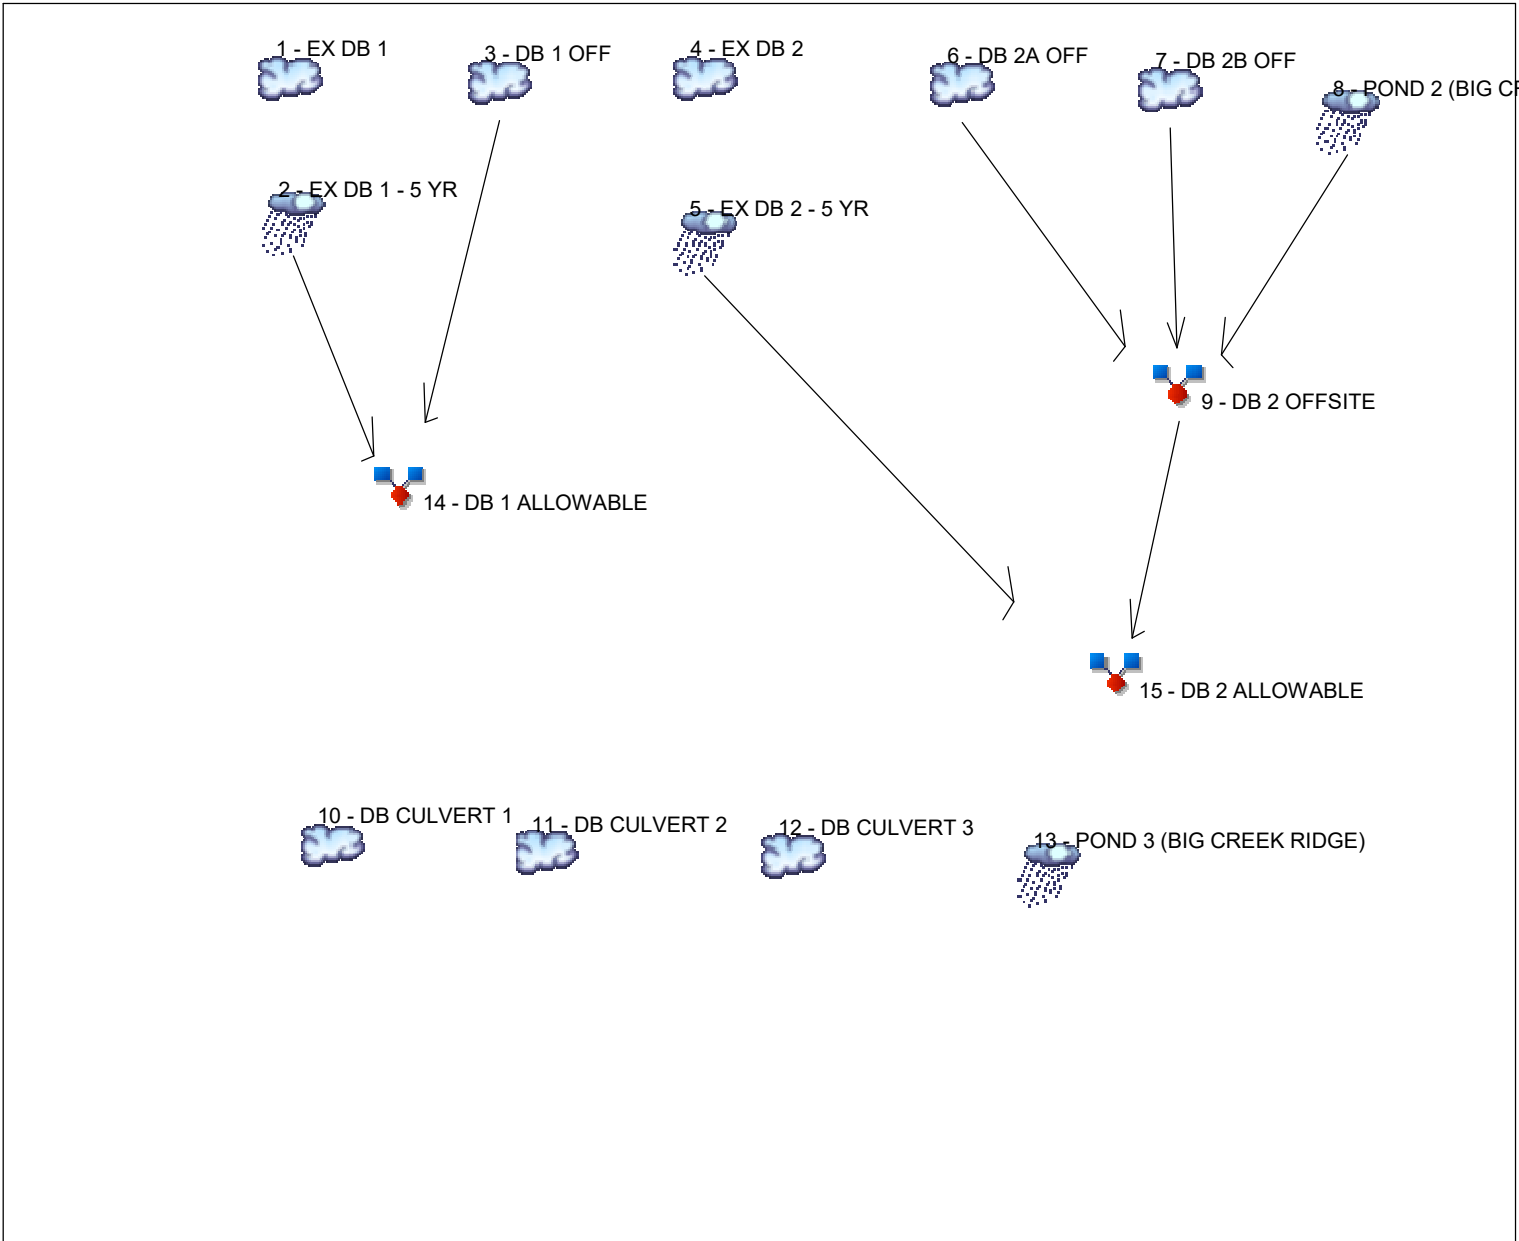 1 - EX DB 1
3 - DB 1 OFF
4 - EX DB 2
6 - DB 2A OFF
7 - DB 2B OFF
8 - POND 2 (BIG
2 - EX DB 1 - 5 YR
5 - EX DB 2 - 5 YR
9 - DB 2 OFFSITE
14 - DB 1 ALLOWABLE
15 - DB 2 ALLOWABLE
10 - DB CULVERT 1
11 - DB CULVERT 2
12 - DB CULVERT 3
13 - POND 3 (BIG CREEK RIDGE)